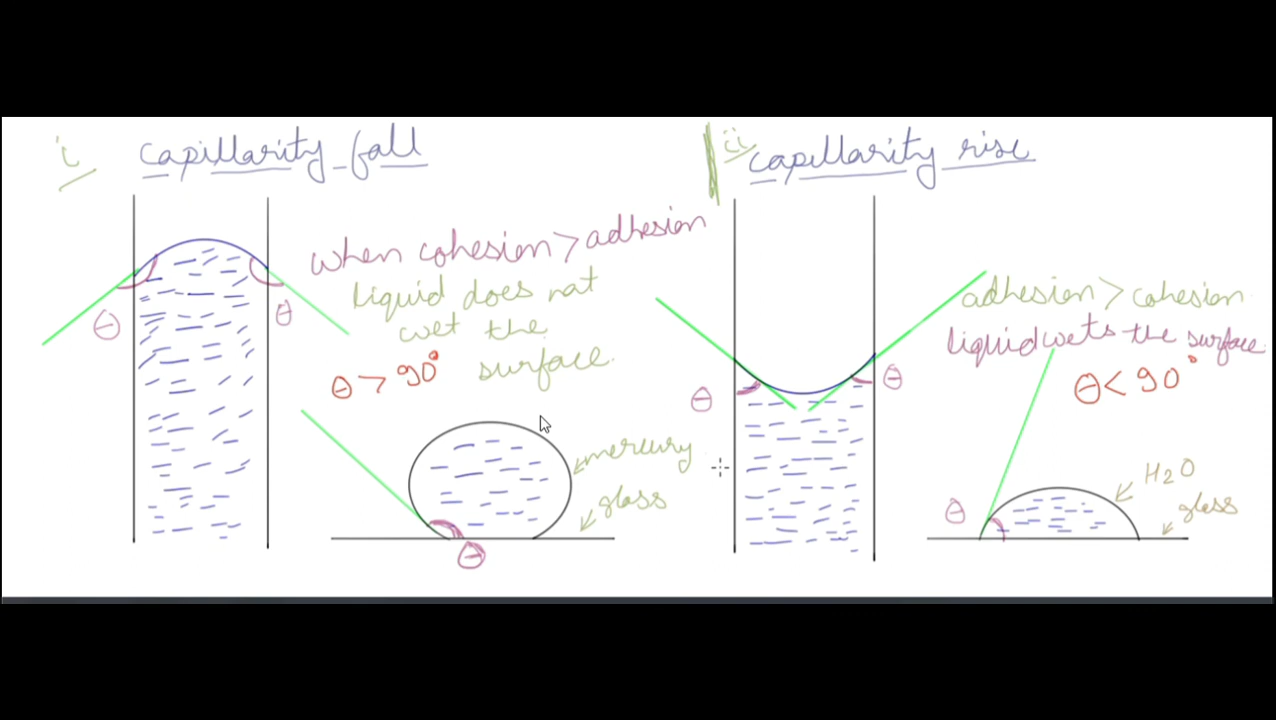 i
capillarity fall
when cohesion > adhesion
liquid does not
wet the
surface.
θ > 90°
θ
θ
mercury
glass
θ
ii
capillarity rise
adhesion > cohesion
liquid wets the surface.
θ < 90°
θ
θ
H2O
glass
θ